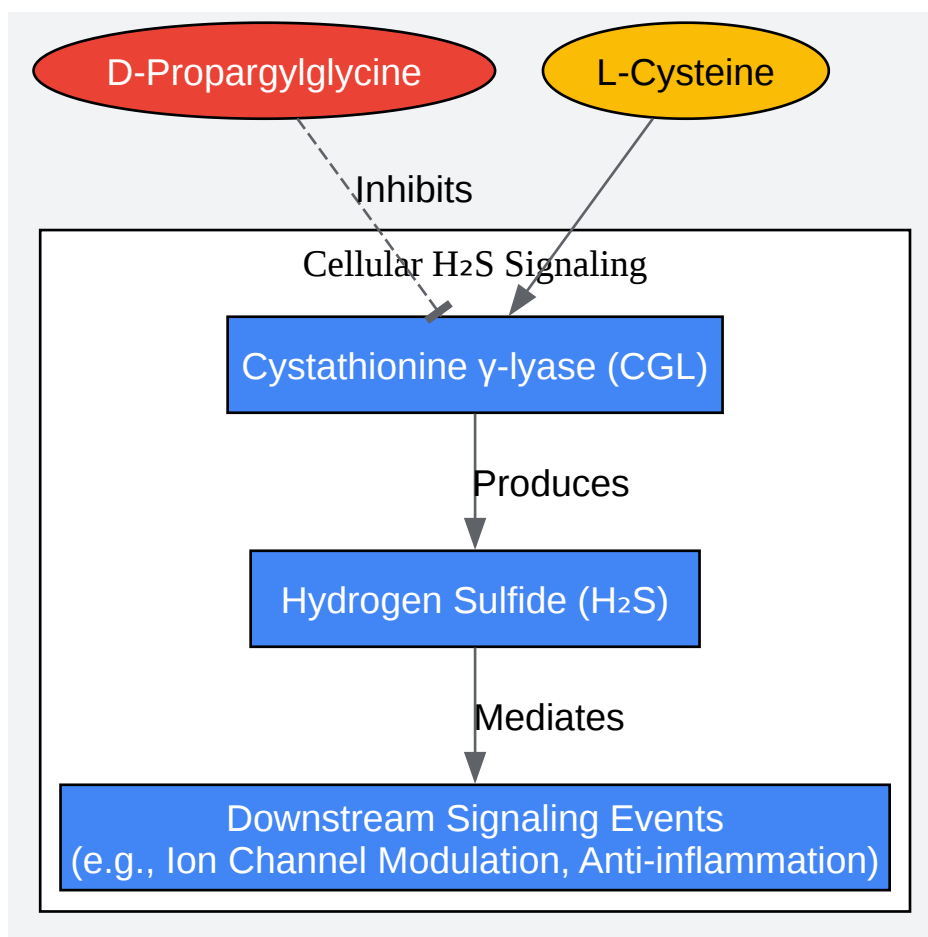 D-Propargylglycine
L-Cysteine
Inhibits
Cellular H₂S Signaling
Cystathionine γ-lyase (CGL)
Produces
Hydrogen Sulfide (H₂S)
Mediates
Downstream Signaling Events
(e.g., Ion Channel Modulation, Anti-inflammation)